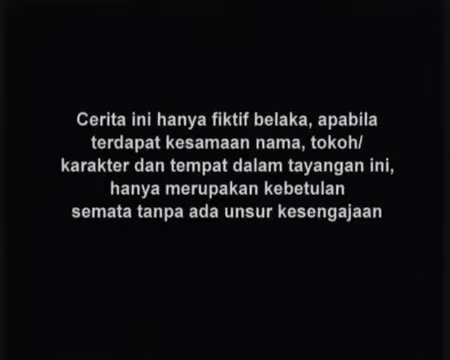 Cerita ini hanya fiktif belaka, apabila
terdapat kesamaan nama, tokoh/
karakter dan tempat dalam tayangan ini,
hanya merupakan kebetulan
semata tanpa ada unsur kesengajaan